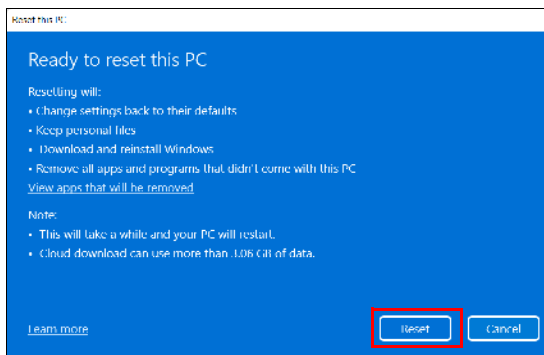 Reset this PC
Ready to reset this PC
Resetting will:
• Change settings back to their defaults
• Keep personal files
• Download and reinstall Windows
• Remove all apps and programs that didn't come with this PC
View apps that will be removed
Note:
• This will take a while and your PC will restart.
• Cloud download can use more than 3.06 GB of data.
Learn more
Reset
Cancel